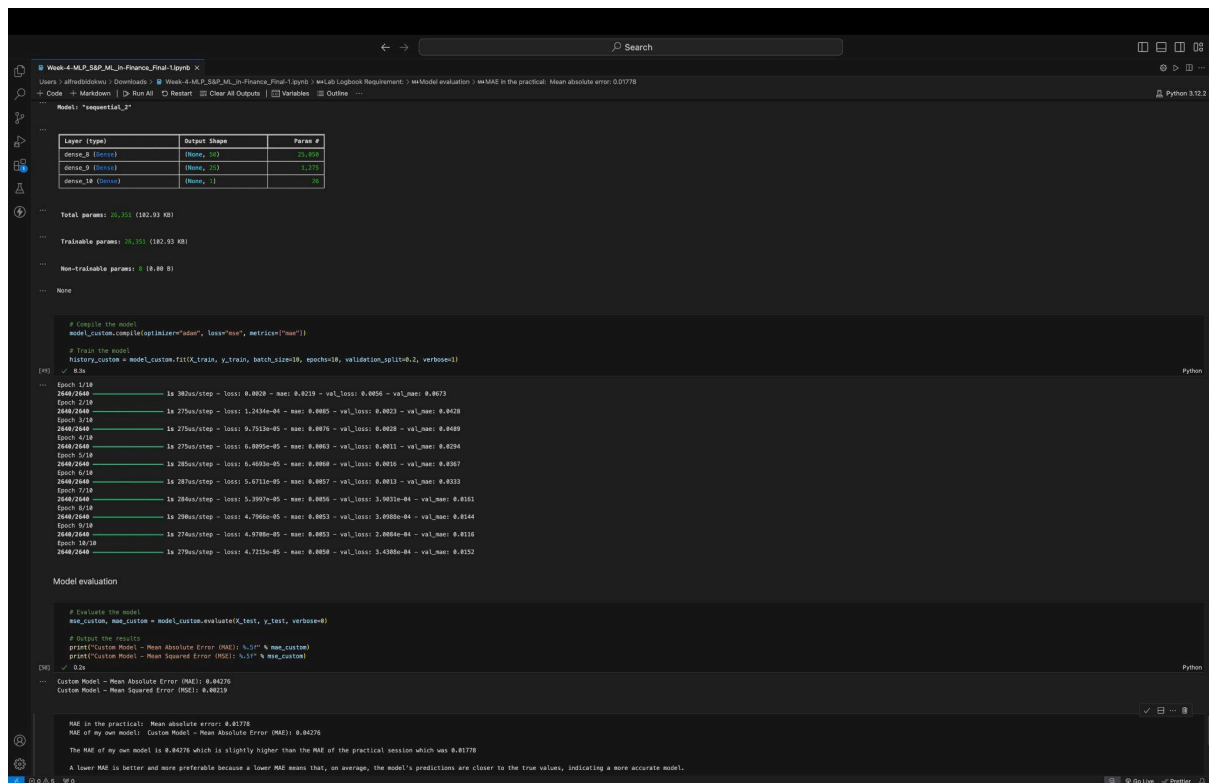 Search
Week-4-MLP_S&P_ML_in-Finance_Final-1.ipynb
Users > alfredbidokwu > Downloads > Week-4-MLP_S&P_ML_in-Finance_Final-1.ipynb > Lab Logbook Requirement: > Model evaluation > MAE in the practical: Mean absolute error: 0.01778
+ Code + Markdown | Run All Restart Clear All Outputs | Variables Outline ...
Python 3.12.2
Model: "sequential_2"
Layer (type) Output Shape Param #
dense_8 (Dense) (None, 50) 25,050
dense_9 (Dense) (None, 25) 1,275
dense_10 (Dense) (None, 1) 26
Total params: 26,351 (102.93 KB)
Trainable params: 26,351 (102.93 KB)
Non-trainable params: 0 (0.00 B)
None
# Compile the model
model_custom.compile(optimizer="adam", loss="mse", metrics=["mae"])
# Train the model
history_custom = model_custom.fit(X_train, y_train, batch_size=10, epochs=10, validation_split=0.2, verbose=1)
[49] ✓ 8.3s
Python
Epoch 1/10
2640/2640 1s 302us/step - loss: 0.0020 - mae: 0.0219 - val_loss: 0.0056 - val_mae: 0.0673
Epoch 2/10
2640/2640 1s 275us/step - loss: 1.2434e-04 - mae: 0.0085 - val_loss: 0.0023 - val_mae: 0.0428
Epoch 3/10
2640/2640 1s 275us/step - loss: 9.7513e-05 - mae: 0.0076 - val_loss: 0.0028 - val_mae: 0.0489
Epoch 4/10
2640/2640 1s 275us/step - loss: 6.8095e-05 - mae: 0.0063 - val_loss: 0.0011 - val_mae: 0.0294
Epoch 5/10
2640/2640 1s 285us/step - loss: 6.4693e-05 - mae: 0.0060 - val_loss: 0.0016 - val_mae: 0.0367
Epoch 6/10
2640/2640 1s 287us/step - loss: 5.6711e-05 - mae: 0.0057 - val_loss: 0.0013 - val_mae: 0.0333
Epoch 7/10
2640/2640 1s 284us/step - loss: 5.3997e-05 - mae: 0.0056 - val_loss: 3.9031e-04 - val_mae: 0.0161
Epoch 8/10
2640/2640 1s 290us/step - loss: 4.7966e-05 - mae: 0.0053 - val_loss: 3.0988e-04 - val_mae: 0.0144
Epoch 9/10
2640/2640 1s 274us/step - loss: 4.9708e-05 - mae: 0.0053 - val_loss: 2.0084e-04 - val_mae: 0.0116
Epoch 10/10
2640/2640 1s 279us/step - loss: 4.7215e-05 - mae: 0.0050 - val_loss: 3.4308e-04 - val_mae: 0.0152
Model evaluation
# Evaluate the model
mse_custom, mae_custom = model_custom.evaluate(X_test, y_test, verbose=0)
# Output the results
print("Custom Model - Mean Absolute Error (MAE): %.5f" % mae_custom)
print("Custom Model - Mean Squared Error (MSE): %.5f" % mse_custom)
[50] ✓ 0.2s
Python
Custom Model - Mean Absolute Error (MAE): 0.04276
Custom Model - Mean Squared Error (MSE): 0.00219
MAE in the practical: Mean absolute error: 0.01778
MAE of my own model: Custom Model - Mean Absolute Error (MAE): 0.04276
The MAE of my own model is 0.04276 which is slightly higher than the MAE of the practical session which was 0.01778
A lower MAE is better and more preferable because a lower MAE means that, on average, the model's predictions are closer to the true values, indicating a more accurate model.
Go Live Prettier